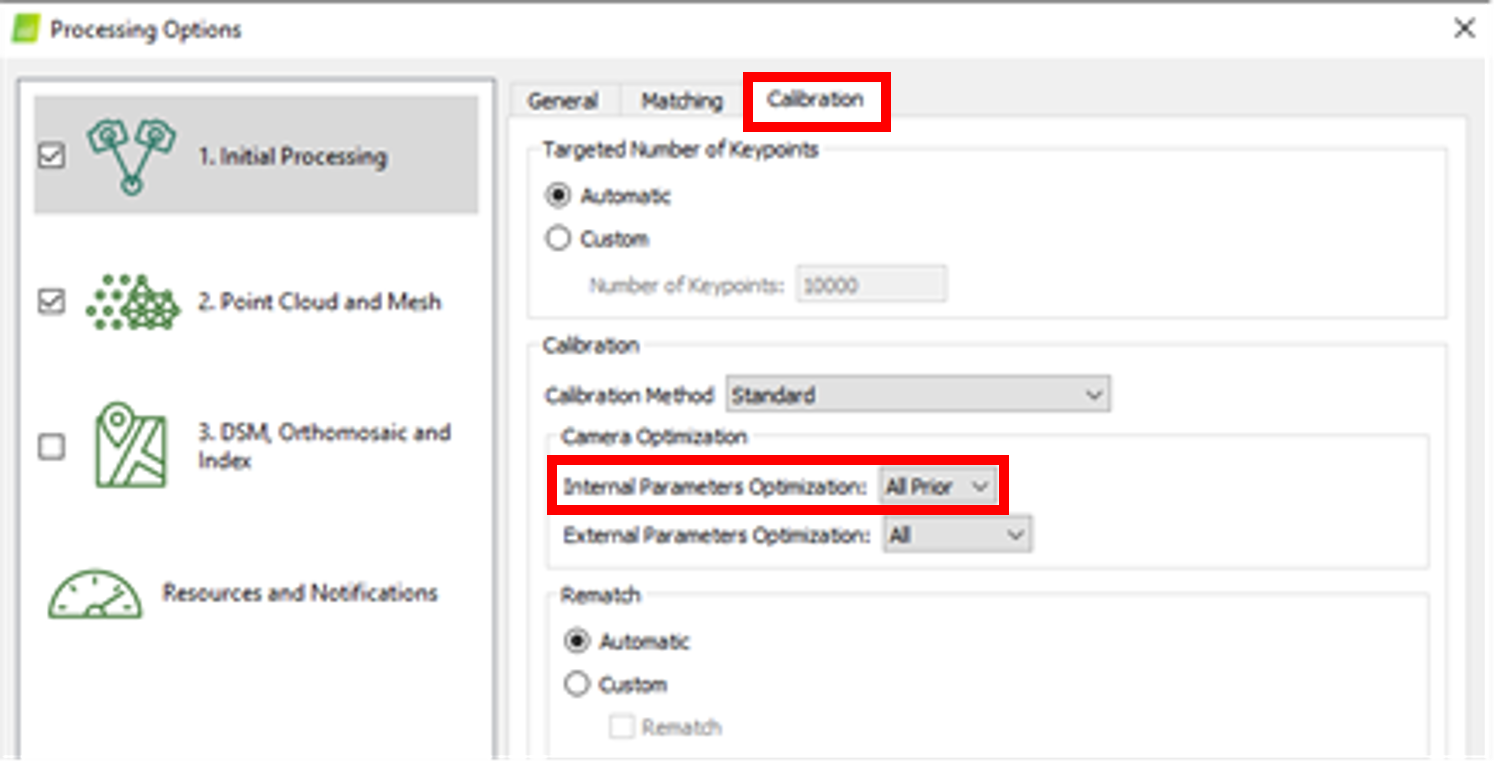 Processing Options
1. Initial Processing
2. Point Cloud and Mesh
3. DSM, Orthomosaic and
Index
Resources and Notifications
General Matching Calibration
Targeted Number of Keypoints
Automatic
Custom
Number of Keypoints: 10000
Calibration
Calibration Method Standard
Camera Optimization
Internal Parameters Optimization: All Prior
External Parameters Optimization: All
Rematch
Automatic
Custom
Rematch